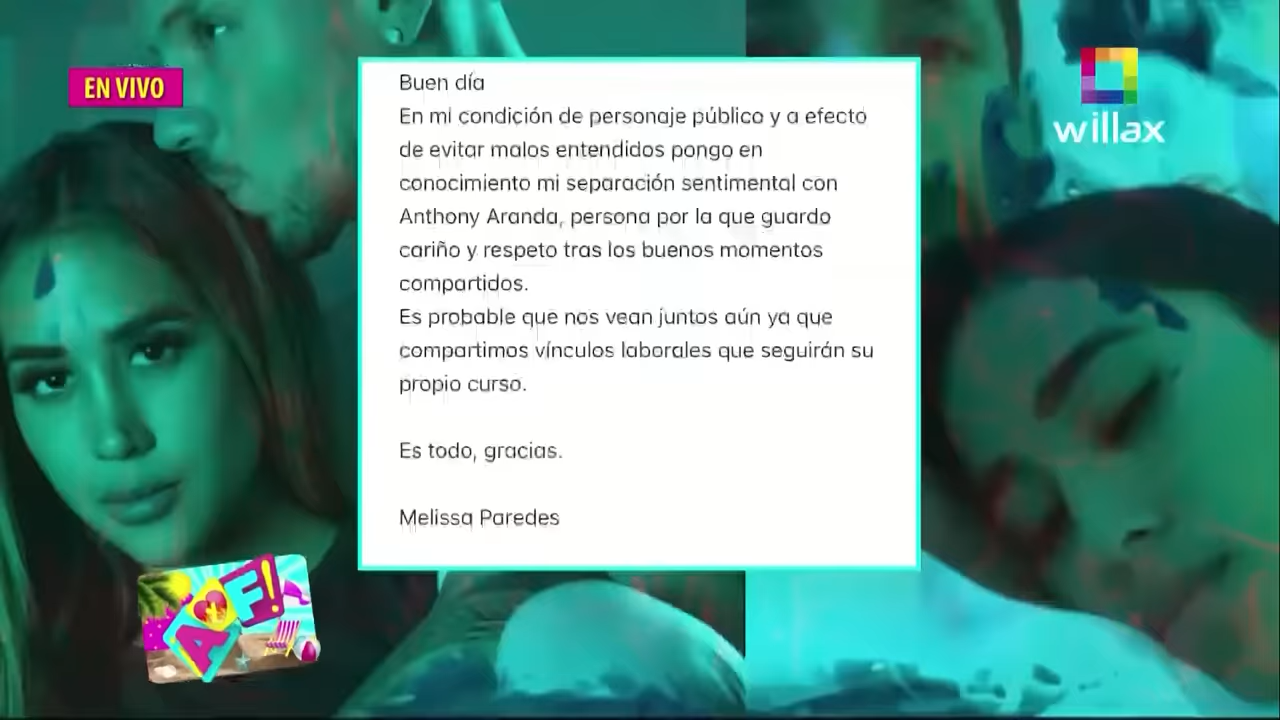 EN VIVO
willax
Buen día
En mi condición de personaje público y a efecto
de evitar malos entendidos pongo en
conocimiento mi separación sentimental con
Anthony Aranda, persona por la que guardo
cariño y respeto tras los buenos momentos
compartidos.
Es probable que nos vean juntos aún ya que
compartimos vínculos laborales que seguirán su
propio curso.
Es todo, gracias.
Melissa Paredes
A
F!